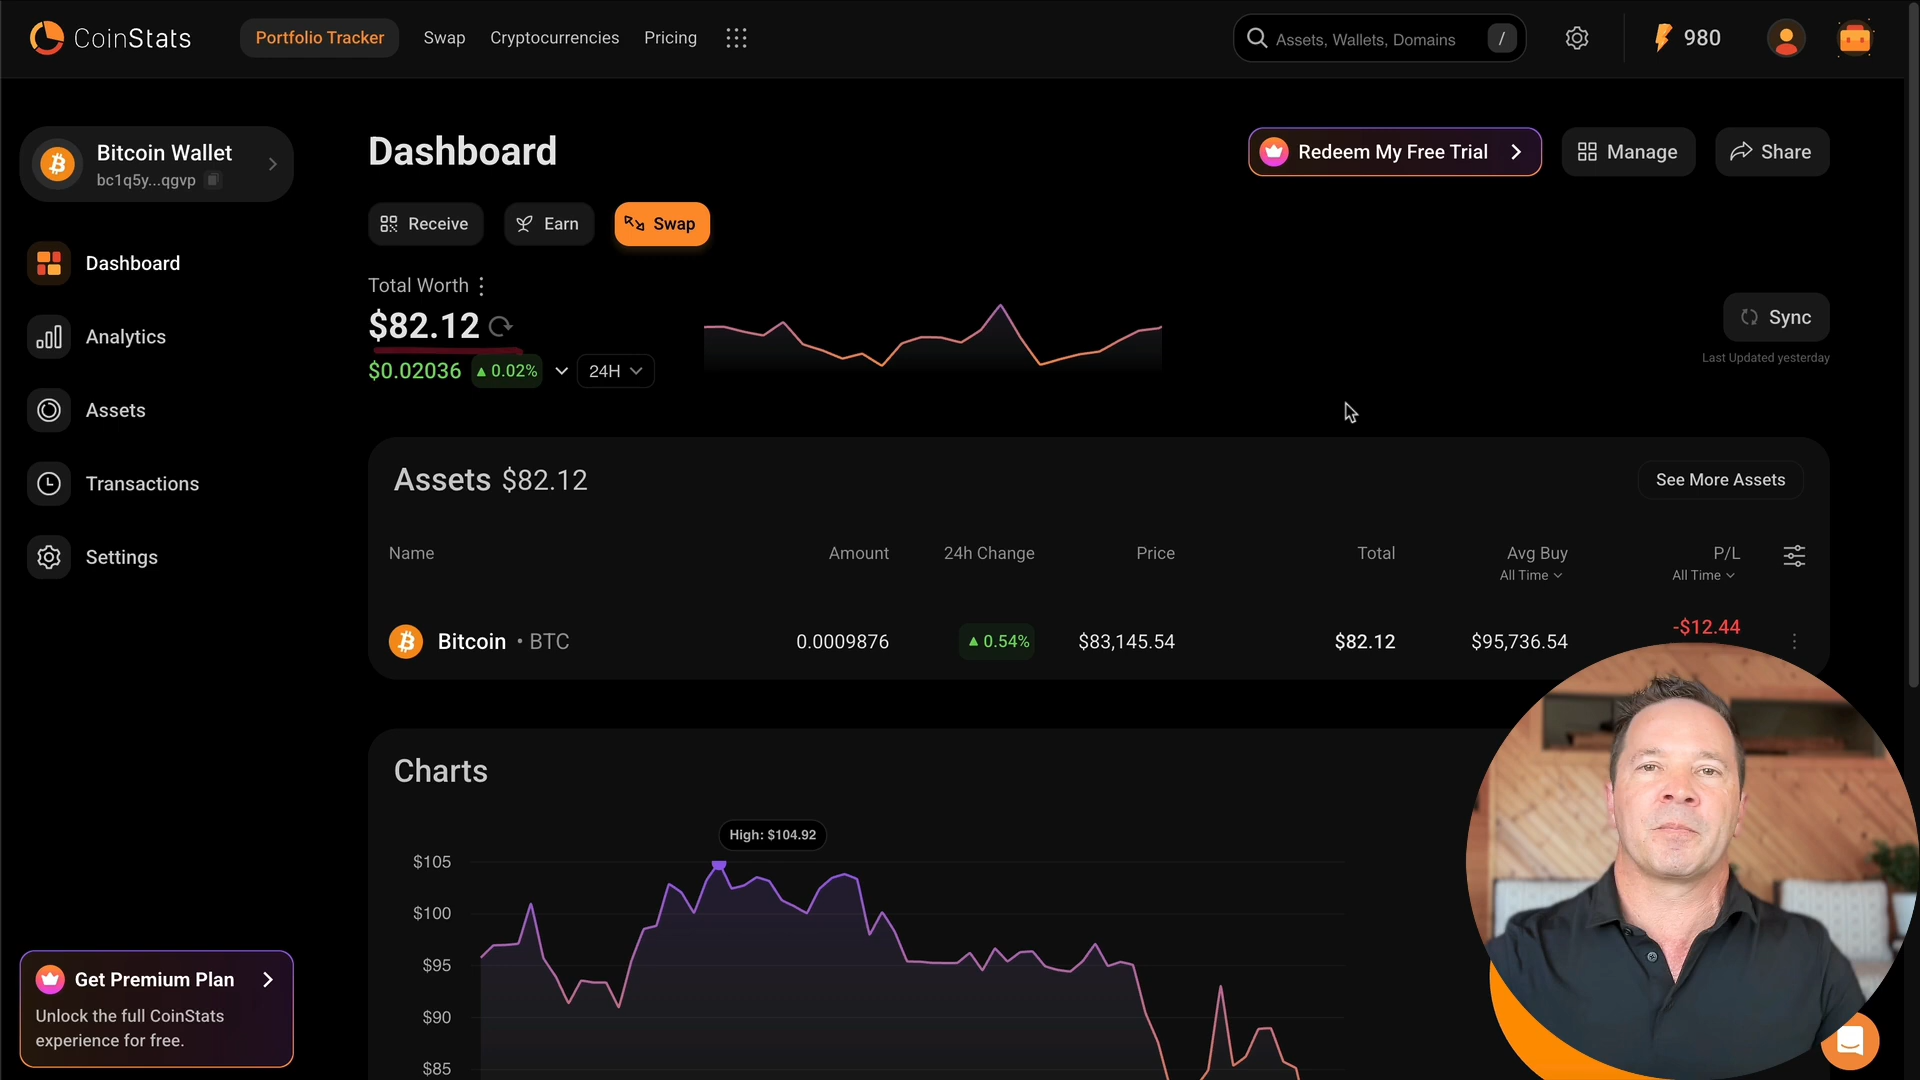 CoinStats
Portfolio Tracker
Swap
Cryptocurrencies
Pricing
Assets, Wallets, Domains
/
980
Bitcoin Wallet
bc1q5y...qgvp
Dashboard
Analytics
Assets
Transactions
Settings
Get Premium Plan
Unlock the full CoinStats
experience for free.
Dashboard
Redeem My Free Trial
Manage
Share
Receive
Earn
Swap
Total Worth
$82.12
$0.02036
▲ 0.02%
24H
Sync
Last Updated yesterday
Assets $82.12
See More Assets
Name
Amount
24h Change
Price
Total
Avg Buy
All Time
P/L
All Time
Bitcoin • BTC
0.0009876
▲ 0.54%
$83,145.54
$82.12
$95,736.54
-$12.44
Charts
High: $104.92
$105
$100
$95
$90
$85